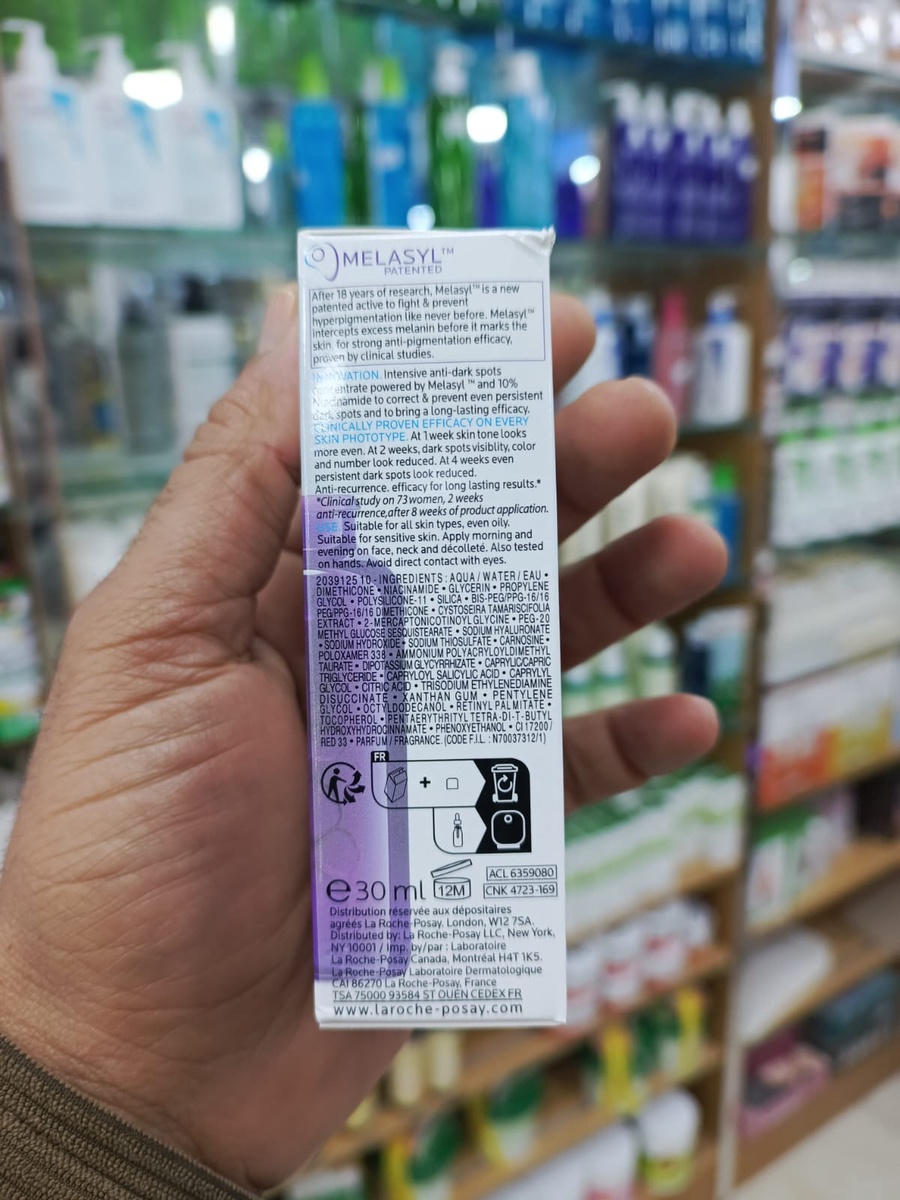 MELASYL™
PATENTED
After 18 years of research, Melasyl™ is a new
patented active to fight & prevent
hyperpigmentation like never before. Melasyl™
intercepts excess melanin before it marks the
skin. for strong anti-pigmentation efficacy,
proven by clinical studies.
INNOVATION. Intensive anti-dark spots
concentrate powered by Melasyl ™ and 10%
Niacinamide to correct & prevent even persistent
dark spots and to bring a long-lasting efficacy.
CLINICALLY PROVEN EFFICACY ON EVERY
SKIN PHOTOTYPE. At 1 week skin tone looks
more even. At 2 weeks, dark spots visiblity, color
and number look reduced. At 4 weeks even
persistent dark spots look reduced.
Anti-recurrence. efficacy for long lasting results.*
*Clinical study on 73 women, 2 weeks
anti-recurrence,after 8 weeks of product application.
USE. Suitable for all skin types, even oily.
Suitable for sensitive skin. Apply morning and
evening on face, neck and décolleté. Also tested
on hands. Avoid direct contact with eyes.
2039125 10 - INGREDIENTS: AQUA / WATER / EAU •
DIMETHICONE • NIACINAMIDE • GLYCERIN • PROPYLENE
GLYCOL • POLYSILICONE-11 • SILICA • BIS-PEG/PPG-16/16
PEG/PPG-16/16 DIMETHICONE • CYSTOSEIRA TAMARISCIFOLIA
EXTRACT • 2-MERCAPTONICOTINOYL GLYCINE • PEG-20
METHYL GLUCOSE SESQUISTEARATE • SODIUM HYALURONATE
• SODIUM HYDROXIDE • SODIUM THIOSULFATE • CARNOSINE •
POLOXAMER 338 • AMMONIUM POLYACRYLOYLDIMETHYL
TAURATE • DIPOTASSIUM GLYCYRRHIZATE • CAPRYLIC/CAPRIC
TRIGLYCERIDE • CAPRYLOYL SALICYLIC ACID • CAPRYLYL
GLYCOL • CITRIC ACID • TRISODIUM ETHYLENEDIAMINE
DISUCCINATE • XANTHAN GUM • PENTYLENE
GLYCOL • OCTYLDODECANOL • RETINYL PALMITATE •
TOCOPHEROL • PENTAERYTHRITYL TETRA-DI-T-BUTYL
HYDROXYHYDROCINNAMATE • PHENOXYETHANOL • CI 17200 /
RED 33 • PARFUM / FRAGRANCE. (CODE F.I.L. : N70037312/1)
FR
+
e 30 ml 12M
ACL 6359080
CNK 4723-169
Distribution réservée aux dépositaires
agréés La Roche-Posay. London, W12 7SA.
Distributed by: La Roche-Posay LLC, New York,
NY 10001 / Imp. by/par : Laboratoire
La Roche-Posay Canada, Montréal H4T 1K5.
La Roche-Posay Laboratoire Dermatologique
CAI 86270 La Roche-Posay, France
TSA 75000 93584 ST OUEN CEDEX FR
www.laroche-posay.com